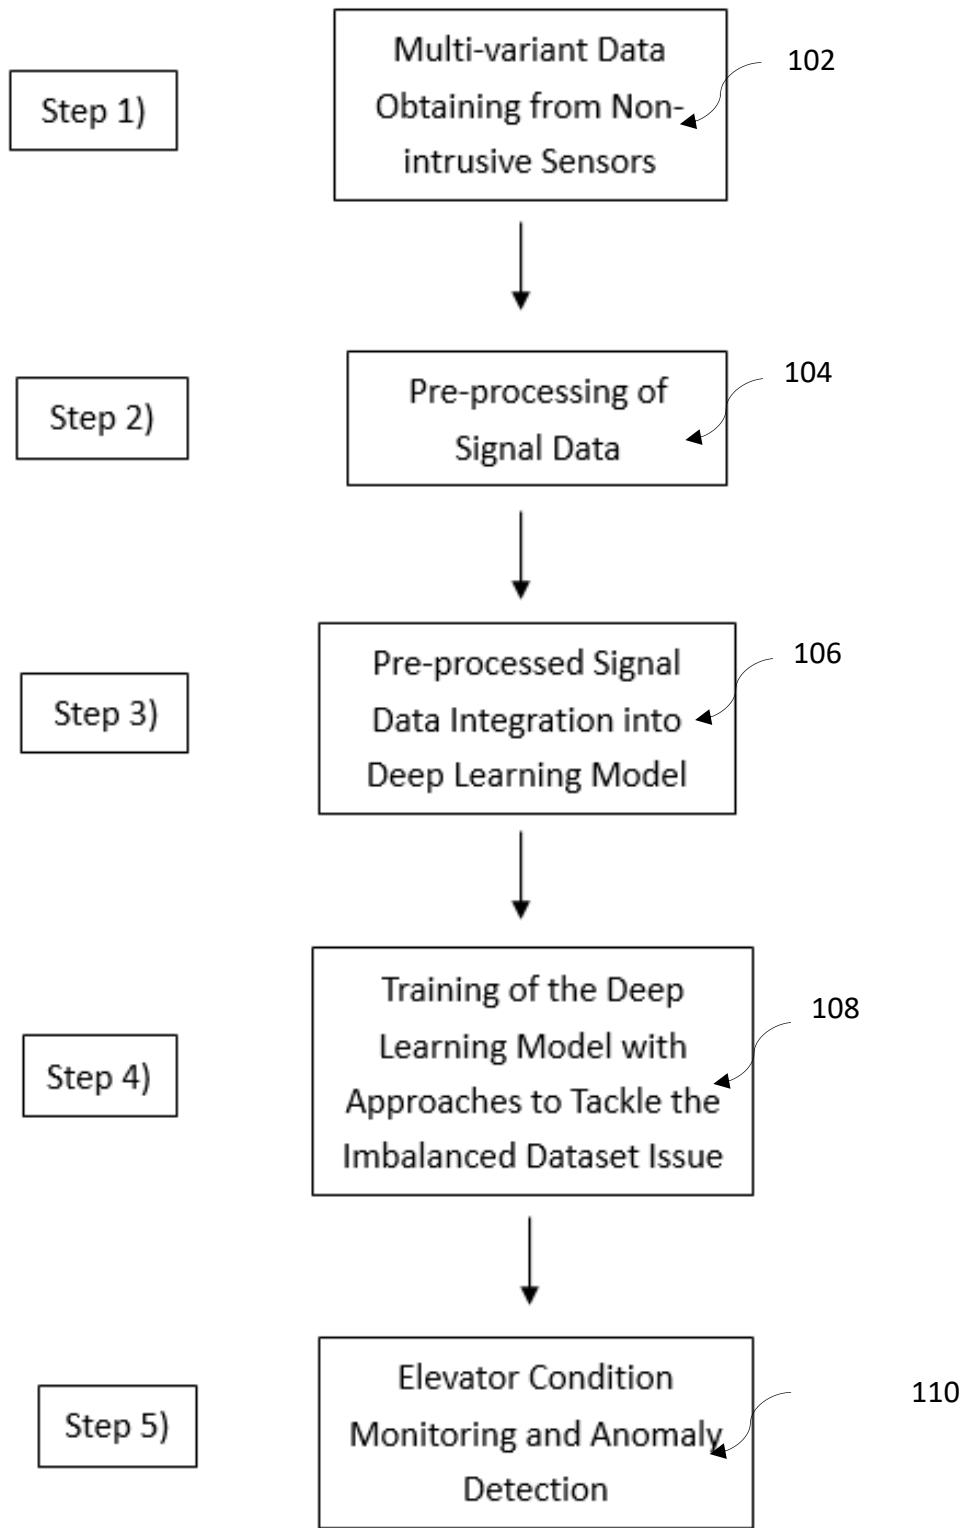 Multi-variant Data
102
Step 1)
Obtaining from Non-
intrusive Sensors
104
Pre-processing of
Step 2)
Signal Data
106
Pre-processed Signal
Step 3)
Data Integration into
Deep Learning Model
Training of the Deep
108
Learning Model with
Step 4)
Approaches to Tackle the
Imbalanced Dataset Issue
Elevator Condition
110
Step 5)
Monitoring and Anomaly
Detection